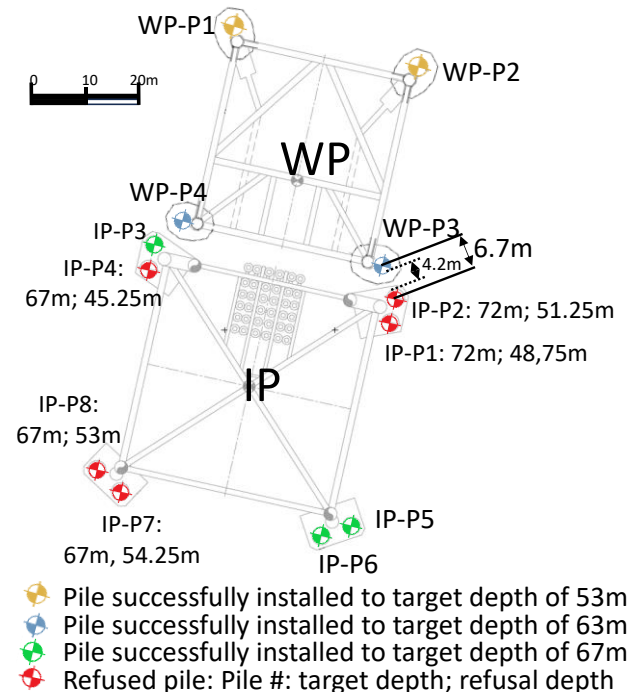 WP-P1
WP-P2
0 10 20m
WP
WP-P4
WP-P3
IP-P3
6.7m
4.2m
IP-P4:
67m; 45.25m
IP-P2: 72m; 51.25m
IP-P1: 72m; 48,75m
IP
IP-P8:
67m; 53m
IP-P7:
67m, 54.25m
IP-P5
IP-P6
Pile successfully installed to target depth of 53m
Pile successfully installed to target depth of 63m
Pile successfully installed to target depth of 67m
Refused pile: Pile #: target depth; refusal depth